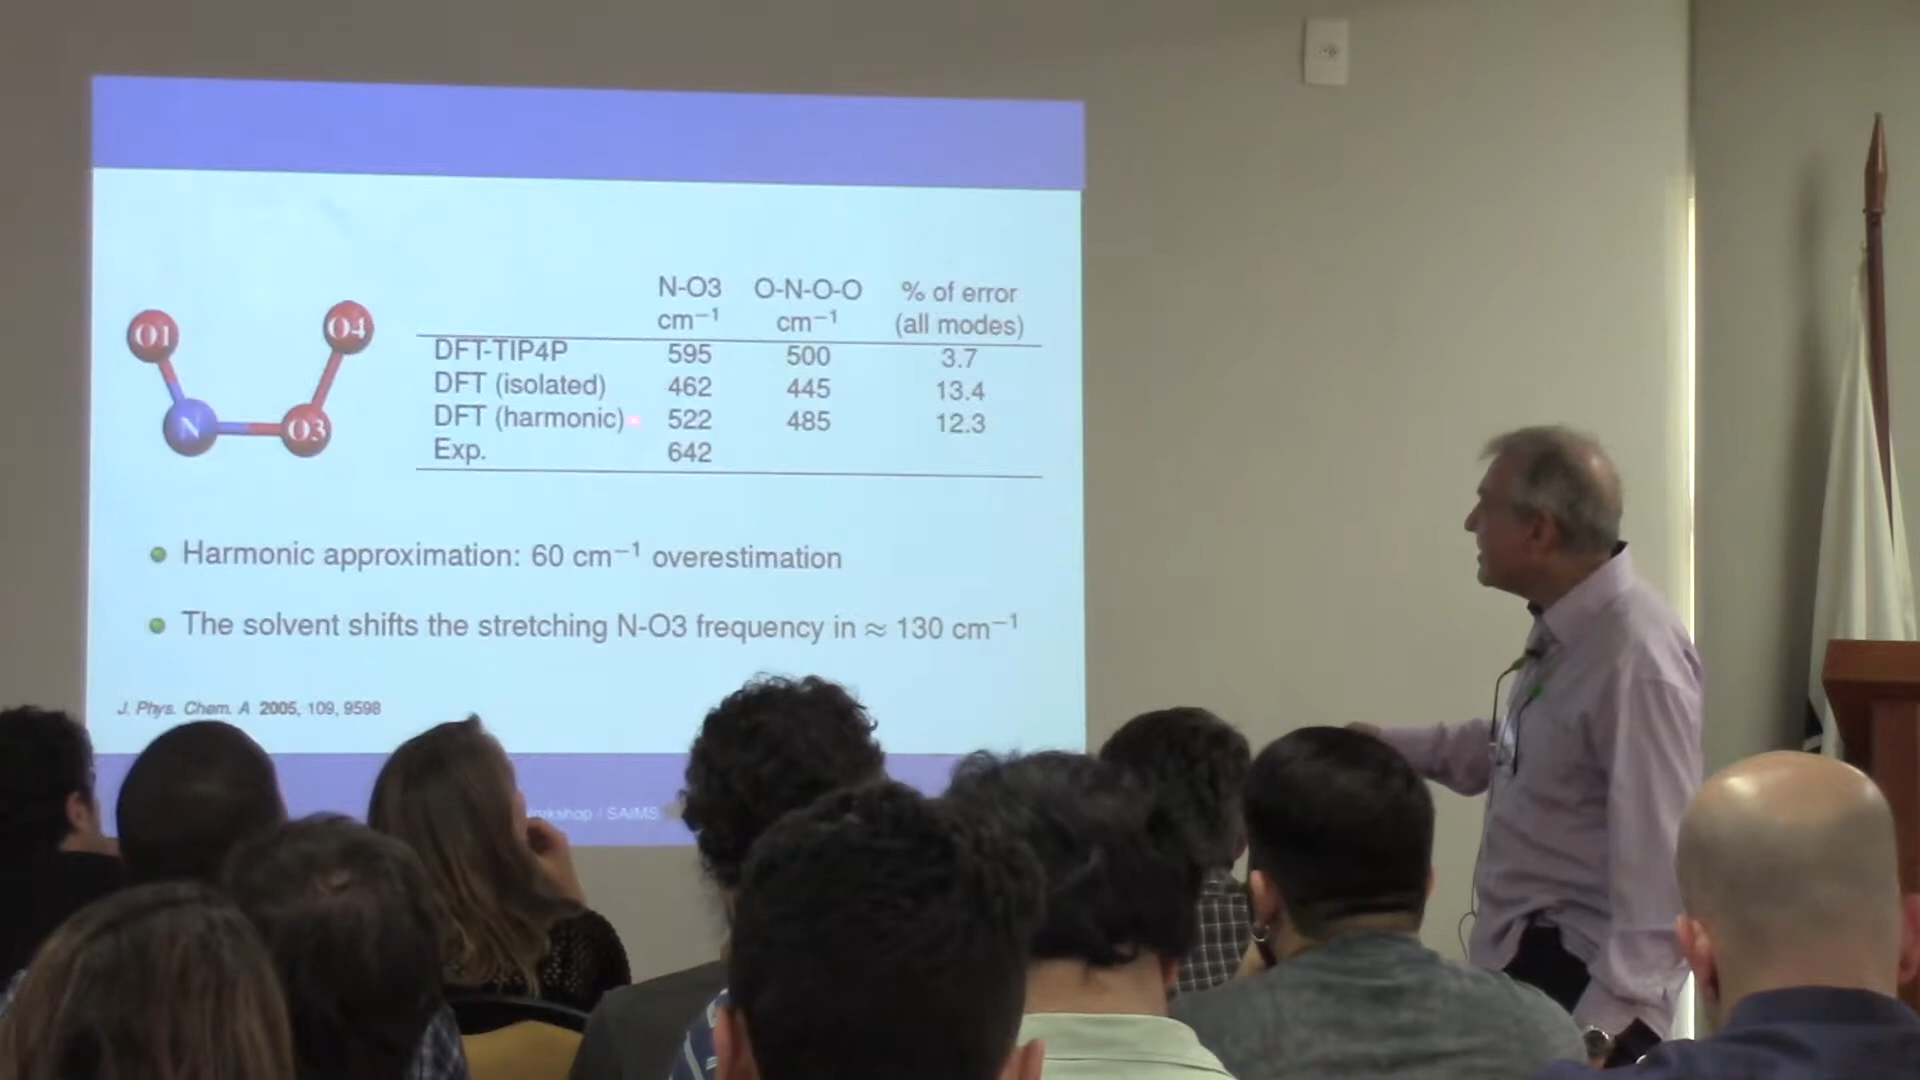 N-O3 O-N-O-O % of error
cm−1 cm−1 (all modes)
DFT-TIP4P 595 500 3.7
DFT (isolated) 462 445 13.4
DFT (harmonic) 522 485 12.3
Exp. 642
O1 O4
N O3
Harmonic approximation: 60 cm−1 overestimation
The solvent shifts the stretching N-O3 frequency in ≈ 130 cm−1
J. Phys. Chem. A 2005, 109, 9598
Workshop / SAIMS